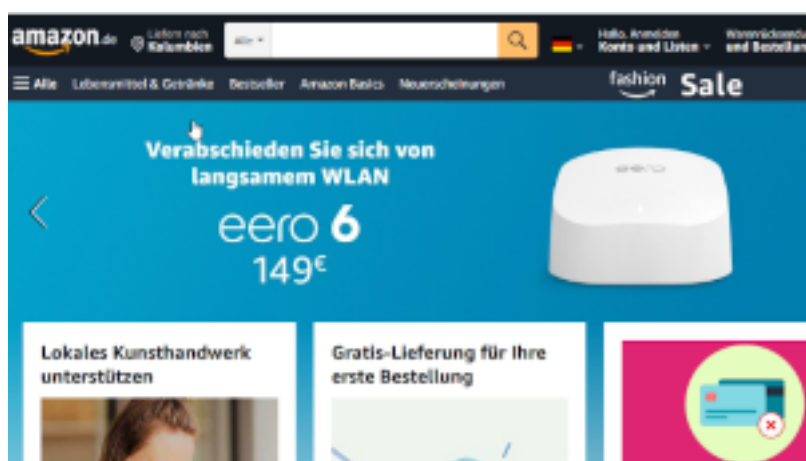 amazon.de
Liefern nach
Kolumbien
Alle
Hallo, Anmelden
Konto und Listen
und Bestellun
Alle Lebensmittel & Getränke Bestseller Amazon Basics Neuerscheinungen
fashion Sale
Verabschieden Sie sich von
langsamem WLAN
eero 6
149€
eero
Lokales Kunsthandwerk
unterstützen
Gratis-Lieferung für Ihre
erste Bestellung